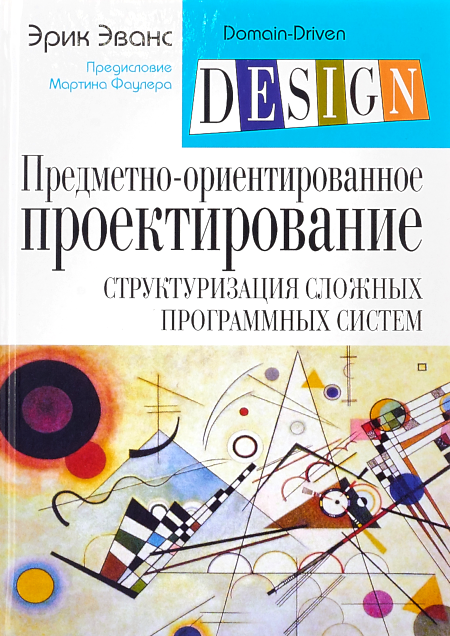 Эрик Эванс
Предисловие
Мартина Фаулера
Domain-Driven
DESIGN
Предметно-ориентированное
проектирование
СТРУКТУРИЗАЦИЯ СЛОЖНЫХ
ПРОГРАММНЫХ СИСТЕМ